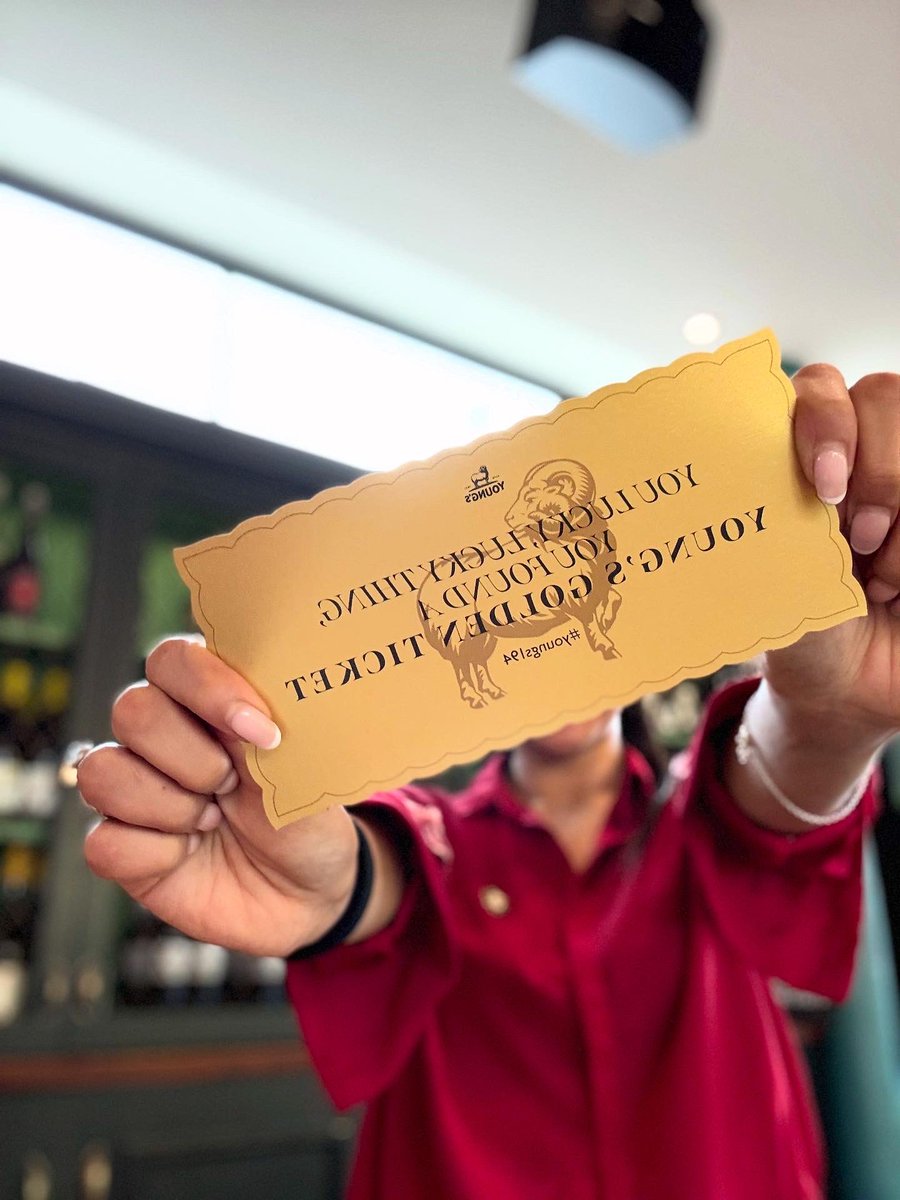 YOUNG'S
YOU LUCKY, LUCKY THING,
YOU FOUND A
YOUNG'S GOLDEN TICKET
#youngs194